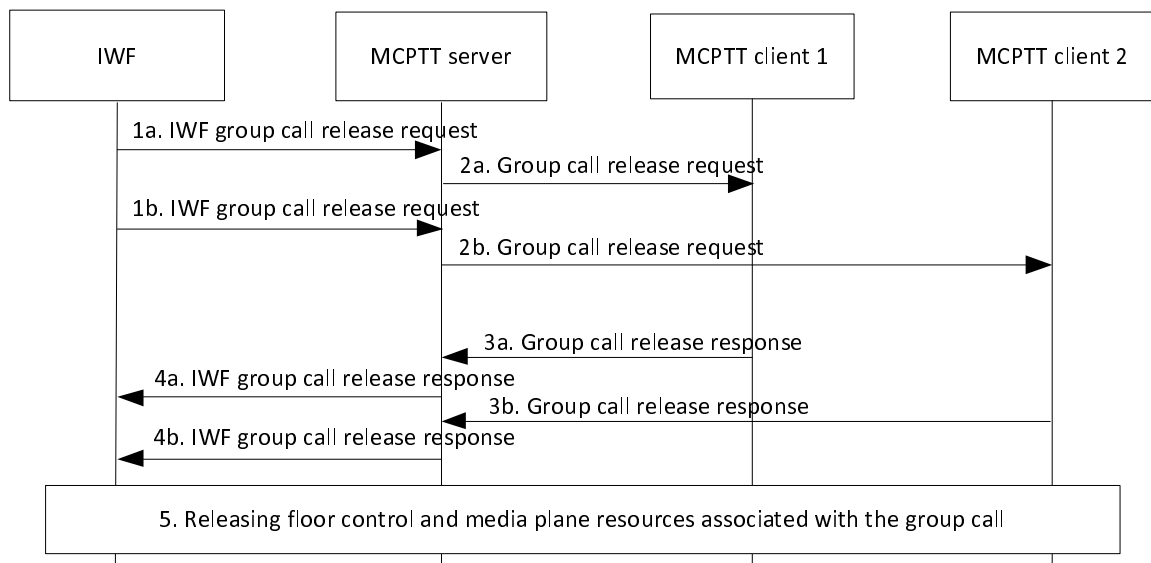 IWF
MCPTT server
MCPTT client 1
MCPTT client 2
1a. IWF group call release request
2a. Group call release request
1b. IWF group call release request
2b. Group call release request
3a. Group call release response
4a. IWF group call release response
3b. Group call release response
4b. IWF group call release response
5. Releasing floor control and media plane resources associated with the group call